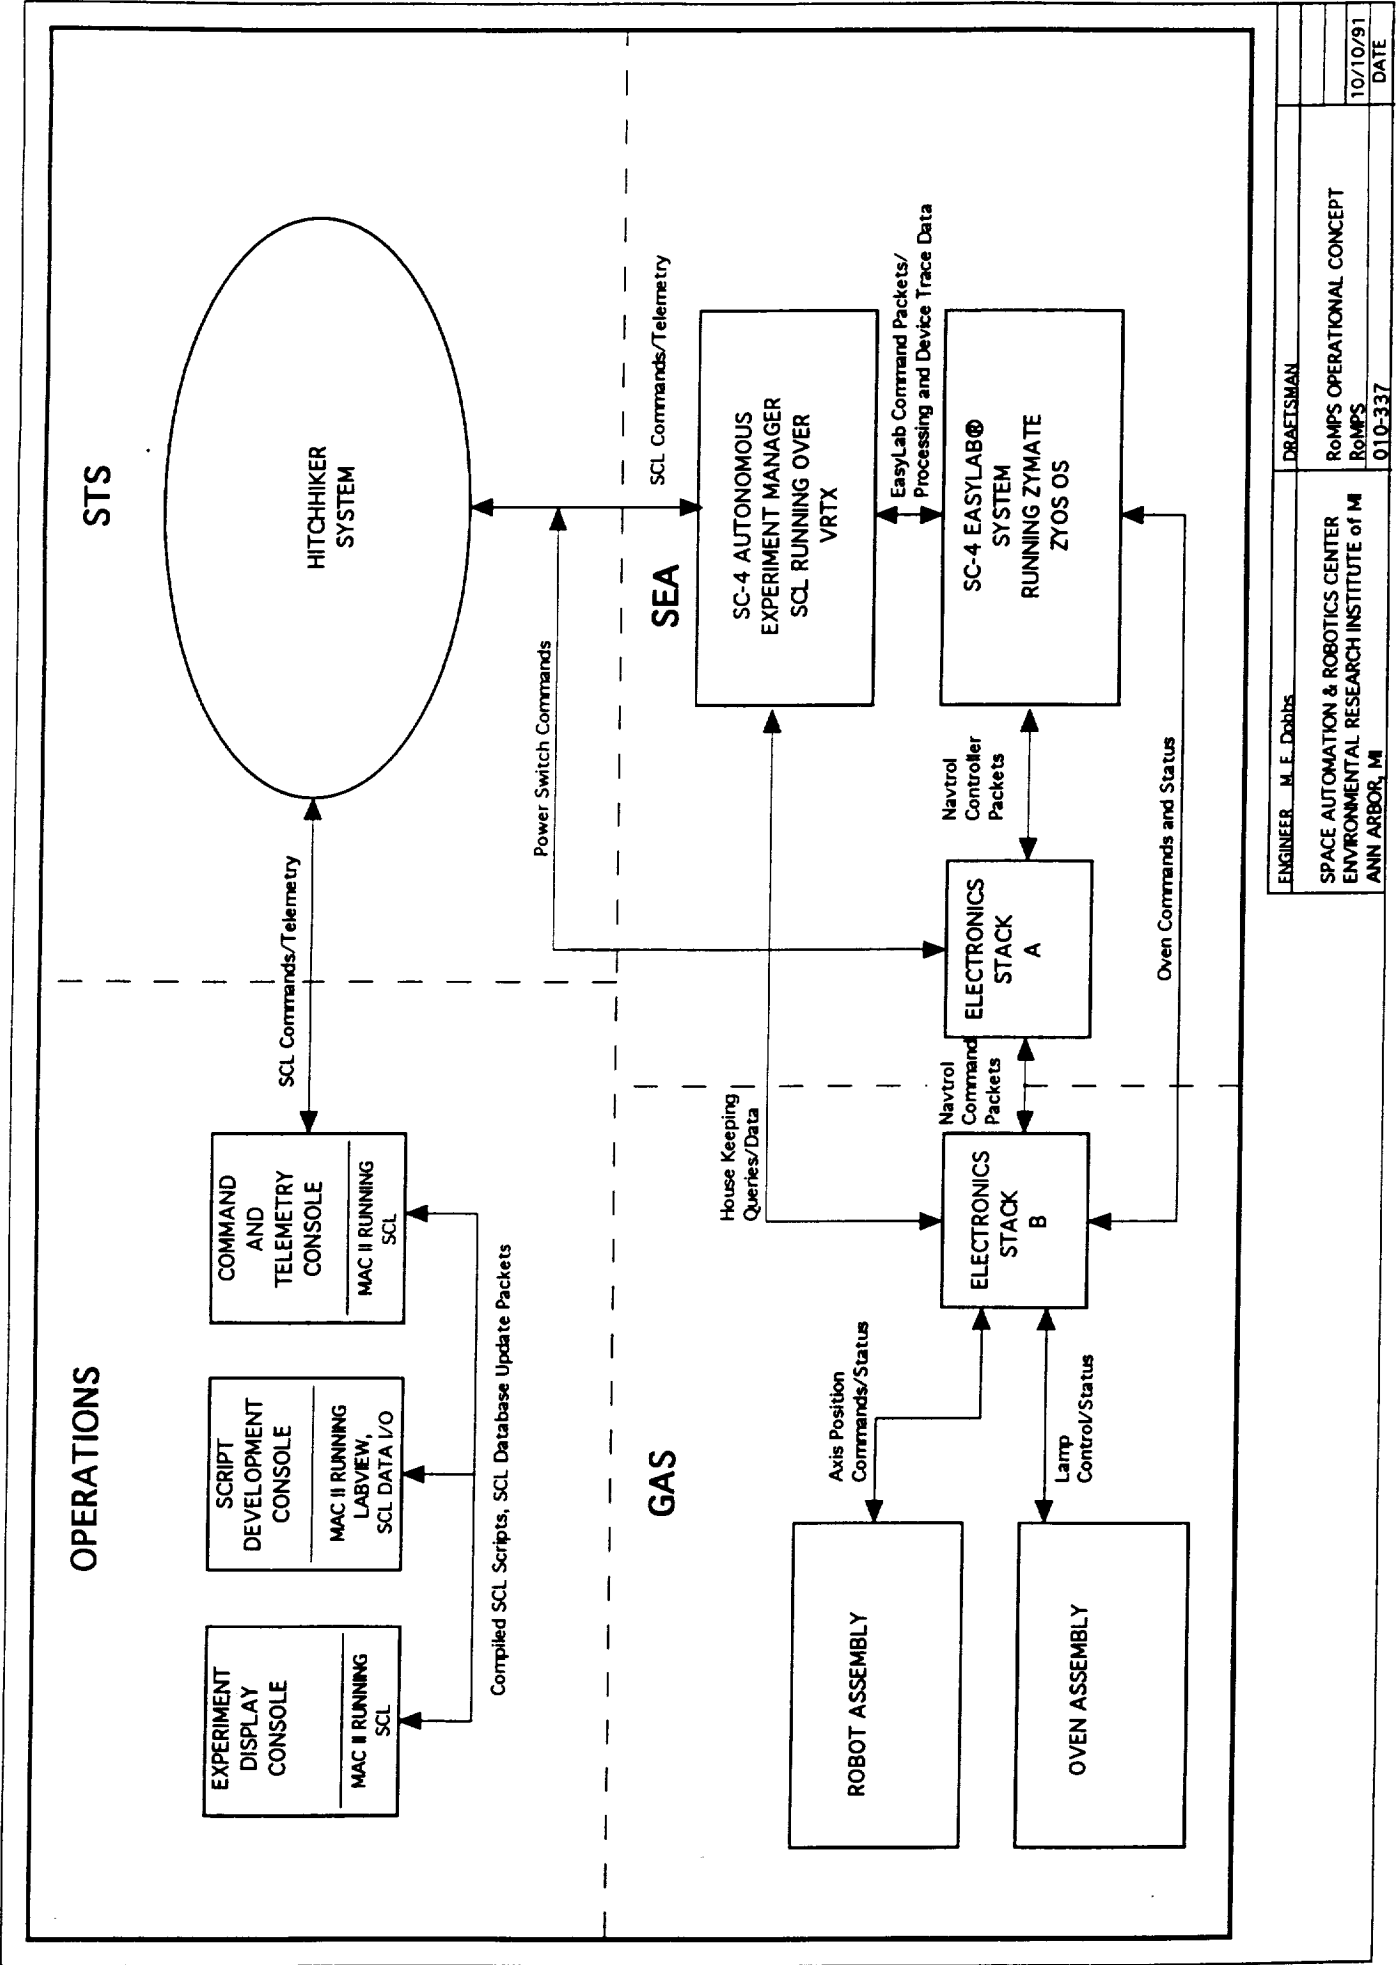 OPERATIONS
STS
EXPERIMENT
DISPLAY
CONSOLE
MAC II RUNNING
SCL
SCRIPT
DEVELOPMENT
CONSOLE
MAC II RUNNING
LABVIEW,
SCL DATA I/O
COMMAND
AND
TELEMETRY
CONSOLE
MAC II RUNNING
SCL
SCL Commands/Telemetry
HITCHHIKER
SYSTEM
Compiled SCL Scripts, SCL Database Update Packets
Power Switch Commands
SCL Commands/Telemetry
GAS
SEA
House Keeping
Queries/Data
SC-4 AUTONOMOUS
EXPERIMENT MANAGER
SCL RUNNING OVER
VRTX
ROBOT ASSEMBLY
Axis Position
Commands/Status
EasyLab Command Packets/
Processing and Device Trace Data
ELECTRONICS
STACK
B
Navtrol
Command
Packets
ELECTRONICS
STACK
A
Navtrol
Controller
Packets
SC-4 EASYLAB®
SYSTEM
RUNNING ZYMATE
ZYOS OS
OVEN ASSEMBLY
Lamp
Control/Status
Oven Commands and Status
ENGINEER M. E. Dobbs
DRAFTSMAN
SPACE AUTOMATION & ROBOTICS CENTER
ENVIRONMENTAL RESEARCH INSTITUTE of MI
ANN ARBOR, MI
RoMPS OPERATIONAL CONCEPT
RoMPS
010-337
10/10/91
DATE